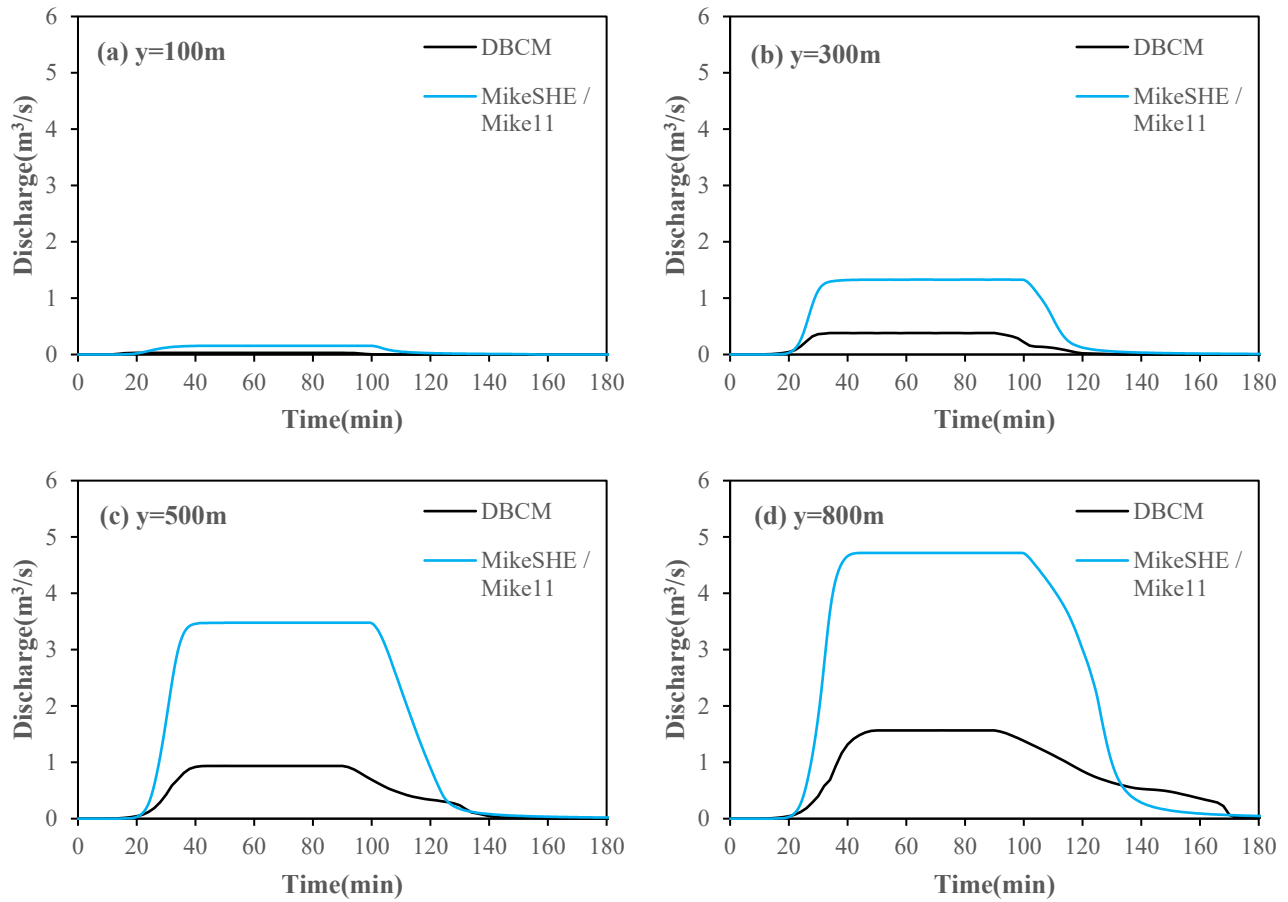 (a) y=100m
DBCM
MikeSHE /
Mike11
Discharge(m³/s)
6
5
4
3
2
1
0
0 20 40 60 80 100 120 140 160 180
Time(min)
(b) y=300m
DBCM
MikeSHE /
Mike11
Discharge(m³/s)
6
5
4
3
2
1
0
0 20 40 60 80 100 120 140 160 180
Time(min)
(c) y=500m
DBCM
MikeSHE /
Mike11
Discharge(m³/s)
6
5
4
3
2
1
0
0 20 40 60 80 100 120 140 160 180
Time(min)
(d) y=800m
DBCM
MikeSHE /
Mike11
Discharge(m³/s)
6
5
4
3
2
1
0
0 20 40 60 80 100 120 140 160 180
Time(min)